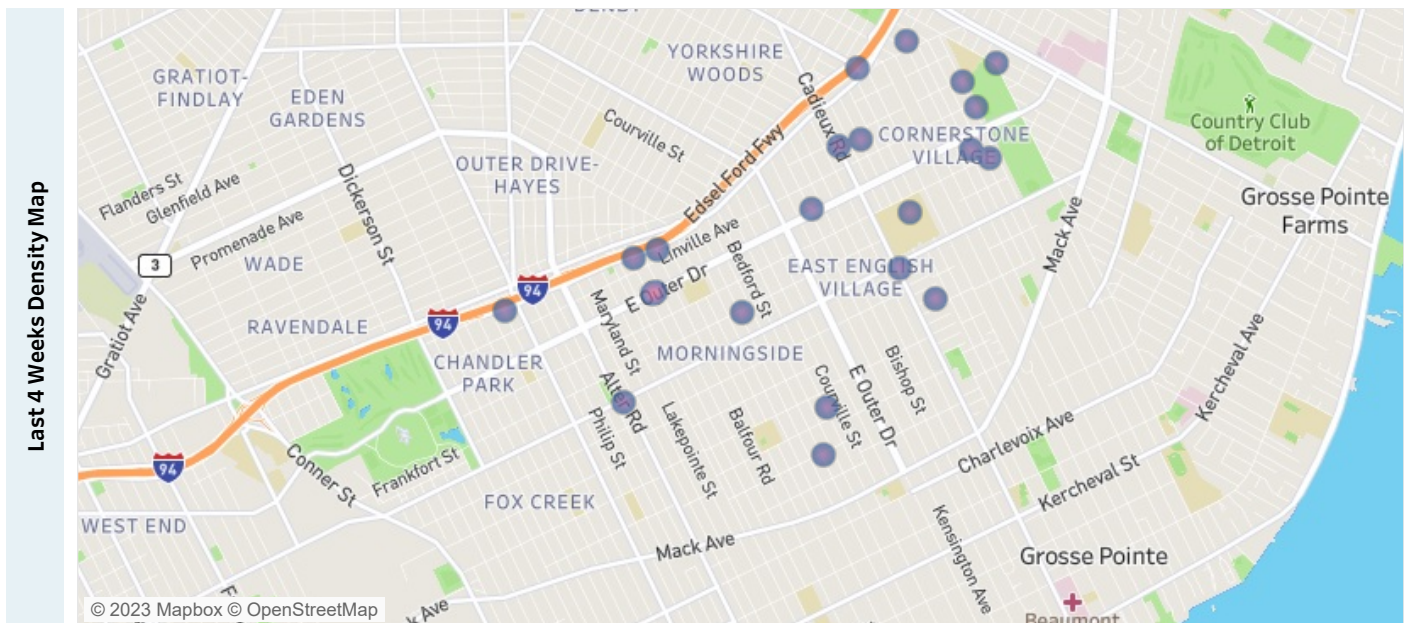 Last 4 Weeks Density Map
YORKSHIRE
WOODS
GRATIOT-
FINDLAY
EDEN
GARDENS
Cadieux Rd
Courville St
CORNERSTONE
VILLAGE
Country Club
of Detroit
OUTER DRIVE-
HAYES
Edsel Ford Fwy
Flanders St
Glenfield Ave
Dickerson St
Grosse Pointe
Farms
Promenade Ave
Mack Ave
3
WADE
Linville Ave
Bedford St
EAST ENGLISH
VILLAGE
E Outer Dr
94
Gratiot Ave
RAVENDALE
94
Maryland St
MORNINGSIDE
CHANDLER
PARK
Bishop St
Kercheval Ave
E Outer Dr
Courville St
Alter Rd
Philip St
Lakepointe St
Balfour Rd
Charlevoix Ave
94
Conner St
Frankfort St
Kercheval St
FOX CREEK
WEST END
Mack Ave
Kensington Ave
Grosse Pointe
© 2023 Mapbox © OpenStreetMap
k Ave
Beaumont